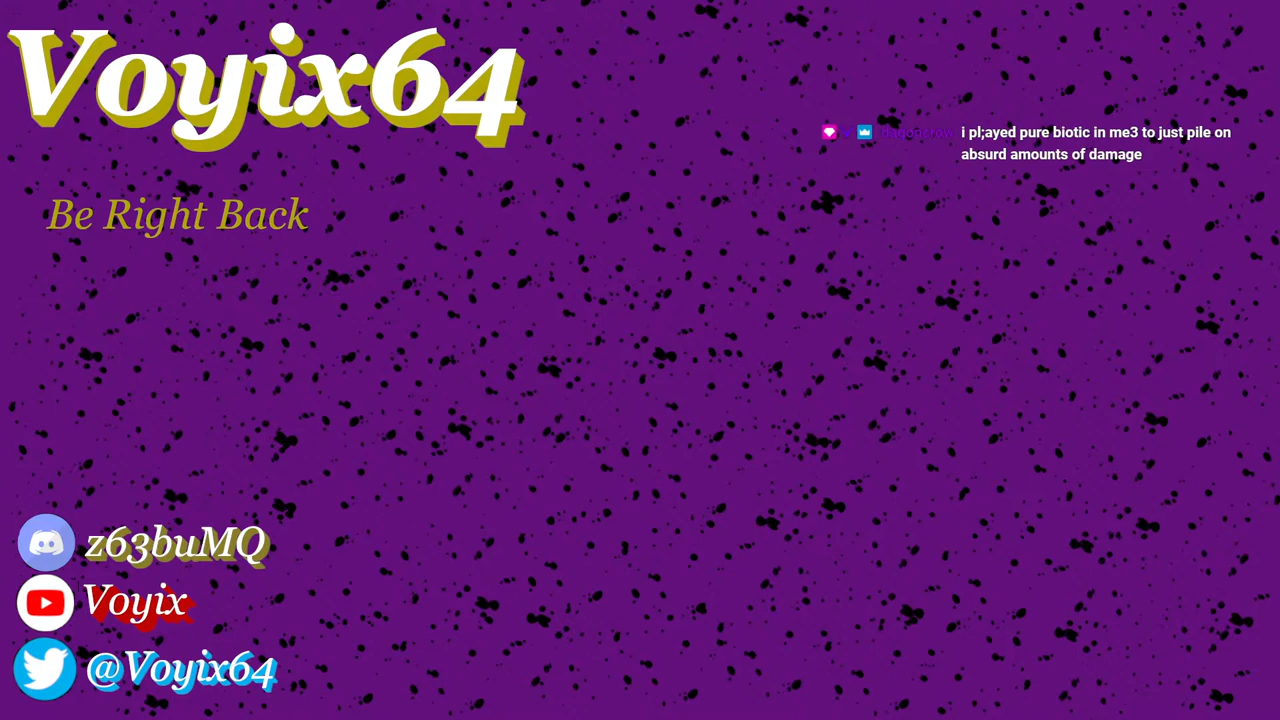 Voyix64
i pl;ayed pure biotic in me3 to just pile on
absurd amounts of damage
Be Right Back
z63buMQ
Voyix
@Voyix64